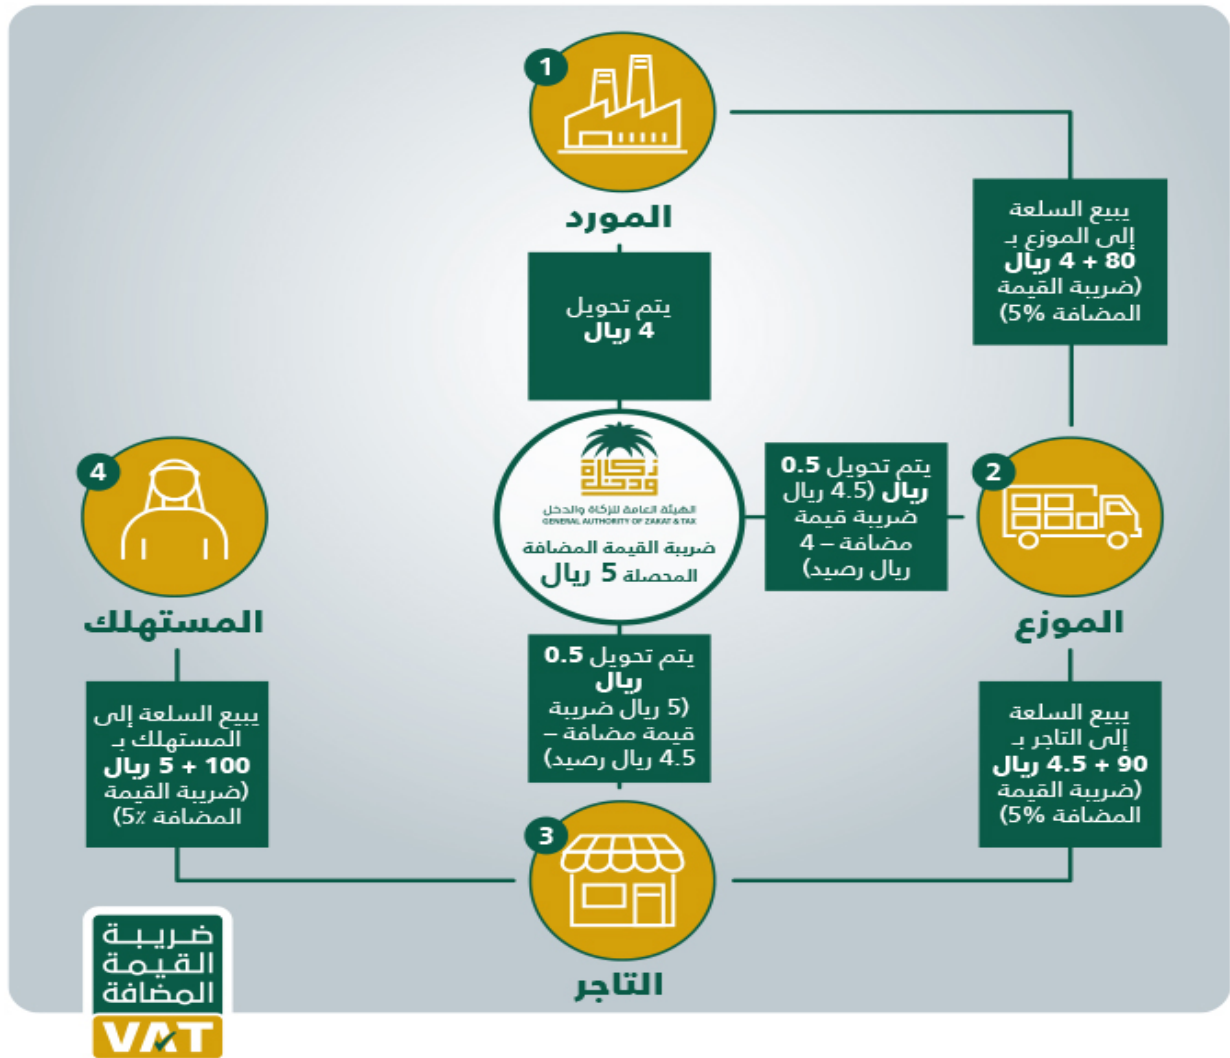 1
المورد
يبيع السلعة
إلى الموزع بـ
80 + 4 ريال
(ضريبة القيمة
المضافة 5%)
يتم تحويل
4 ريال
2
الموزع
يتم تحويل 0.5
ريال (4.5 ريال
ضريبة قيمة
مضافة – 4
ريال رصيد)
زكاة
ودخل
الهيئة العامة للزكاة والدخل
GENERAL AUTHORITY OF ZAKAT & TAX
ضريبة القيمة المضافة
المحصلة 5 ريال
4
المستهلك
يبيع السلعة
إلى التاجر بـ
90 + 4.5 ريال
(ضريبة القيمة
المضافة 5%)
يتم تحويل 0.5
ريال
(5 ريال ضريبة
قيمة مضافة –
4.5 ريال رصيد)
يبيع السلعة إلى
المستهلك بـ
100 + 5 ريال
(ضريبة القيمة
المضافة 5٪)
3
التاجر
ضريبة
القيمة
المضافة
VAT